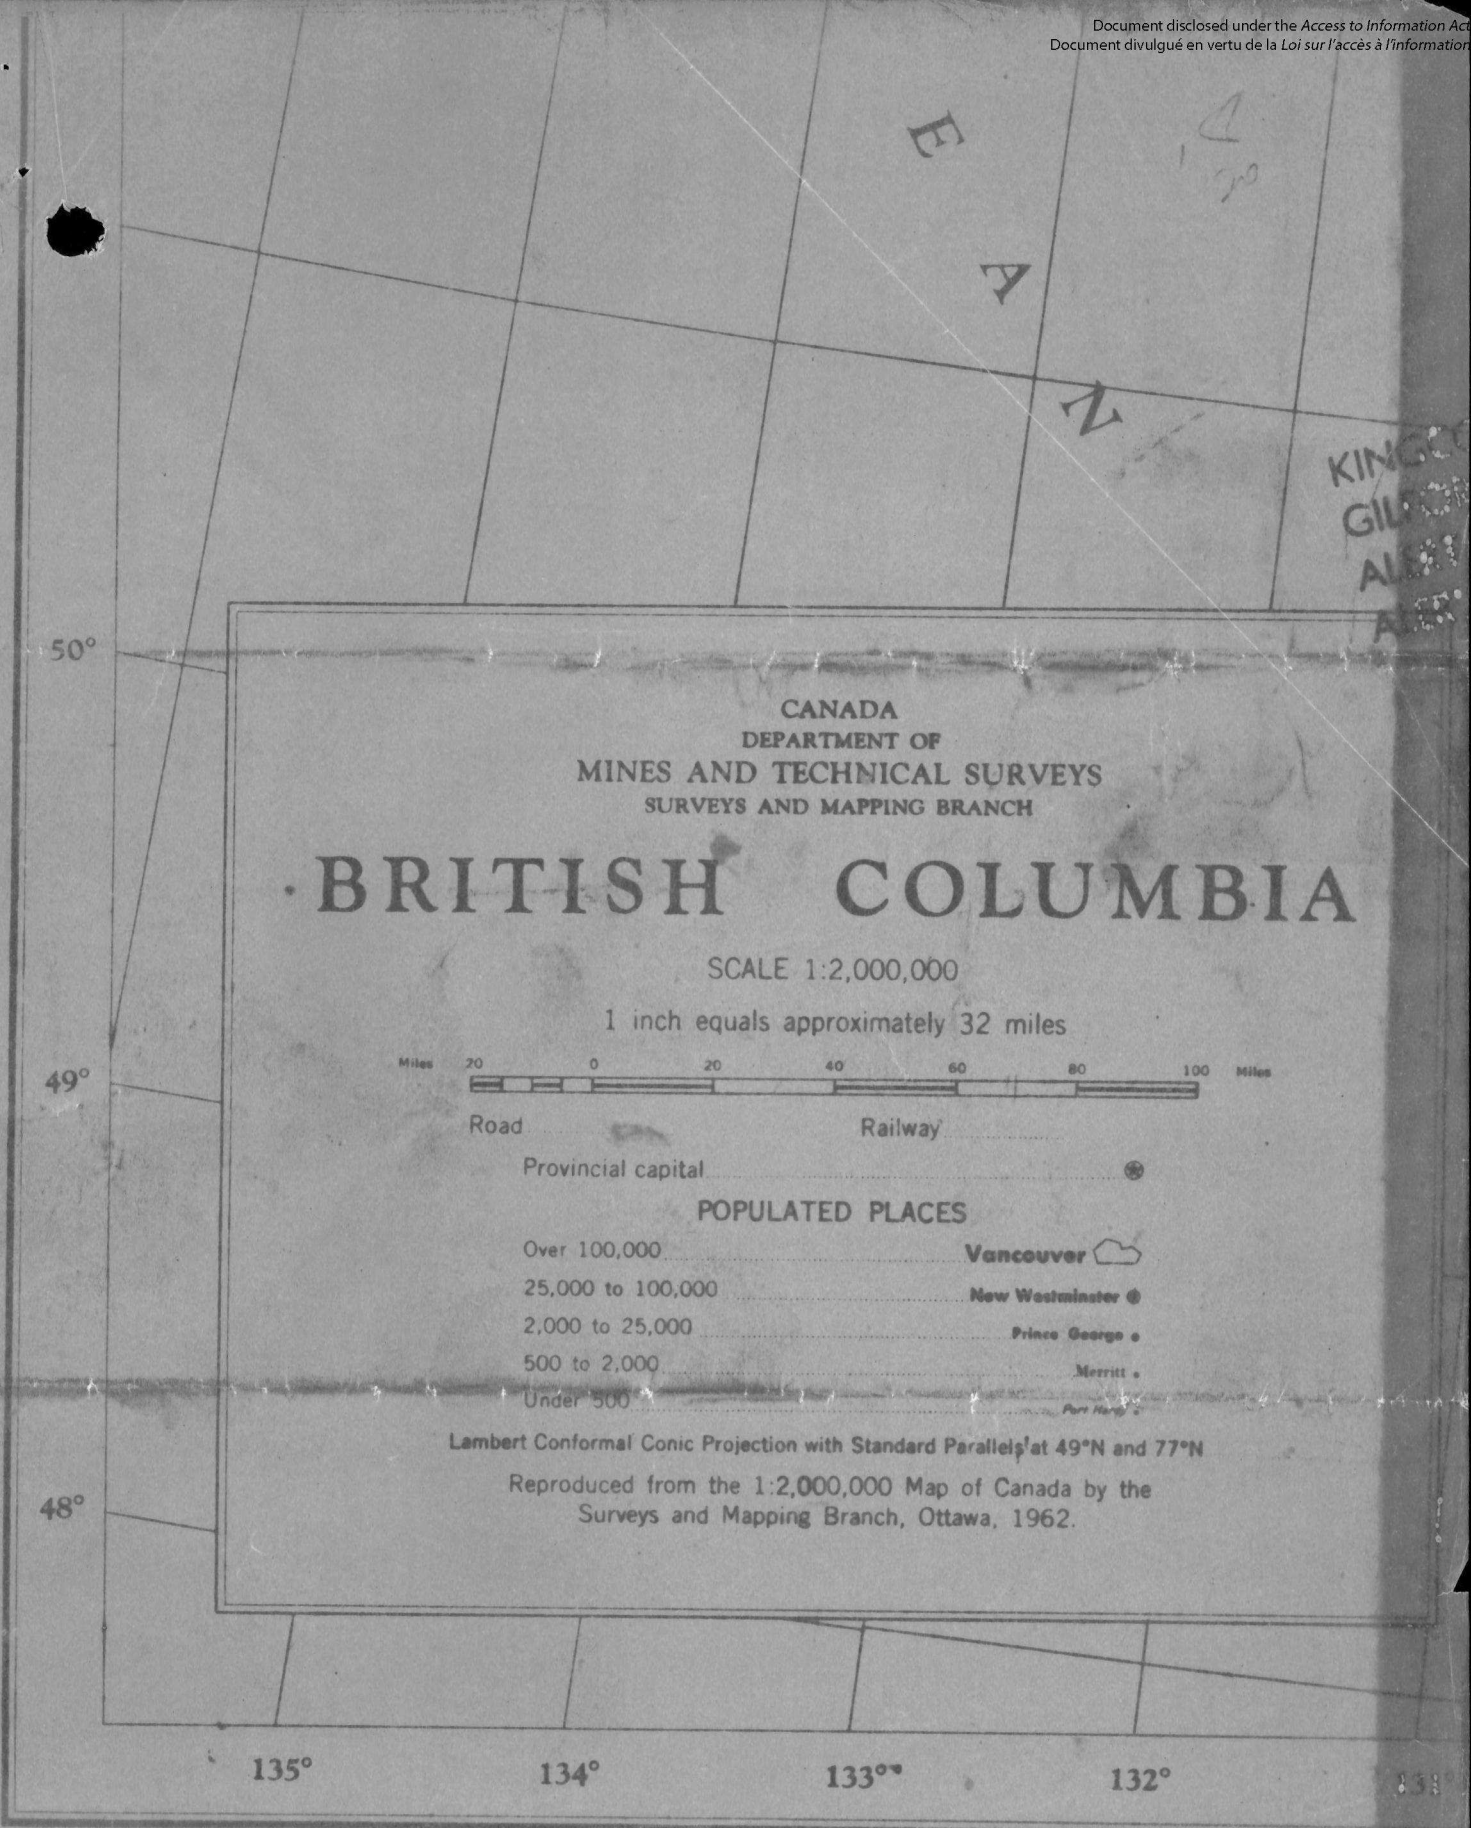 Document disclosed under the Access to Information Act
Document divulgué en vertu de la Loi sur l'accès à l'information
E
A
N
50°
CANADA
DEPARTMENT OF
MINES AND TECHNICAL SURVEYS
SURVEYS AND MAPPING BRANCH
BRITISH COLUMBIA
SCALE 1:2,000,000
1 inch equals approximately 32 miles
Miles 20 0 20 40 60 80 100 Miles
49°
Road Railway
Provincial capital
POPULATED PLACES
Over 100,000 Vancouver
25,000 to 100,000 New Westminster
2,000 to 25,000 Prince George
500 to 2,000 Merritt
Under 500 Port Hardy
Lambert Conformal Conic Projection with Standard Parallels at 49°N and 77°N
Reproduced from the 1:2,000,000 Map of Canada by the
48°
Surveys and Mapping Branch, Ottawa, 1962.
135° 134° 133° 132° 131°